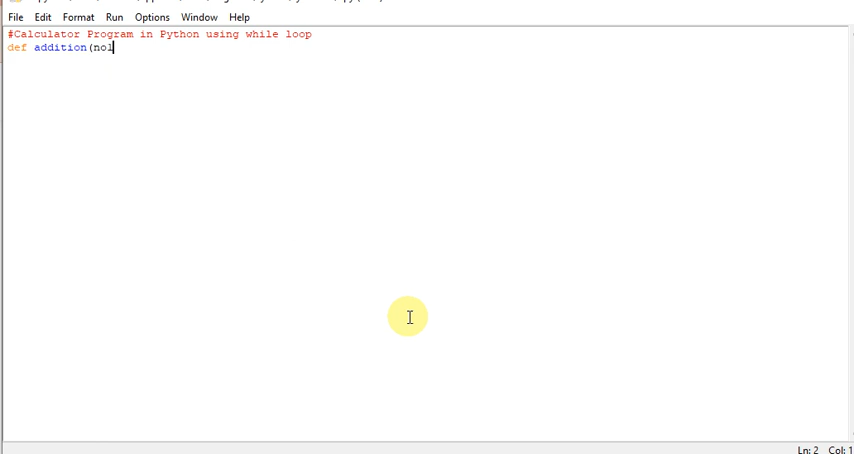 File Edit Format Run Options Window Help
#Calculator Program in Python using while loop
def addition(no1
Ln: 2 Col: 1